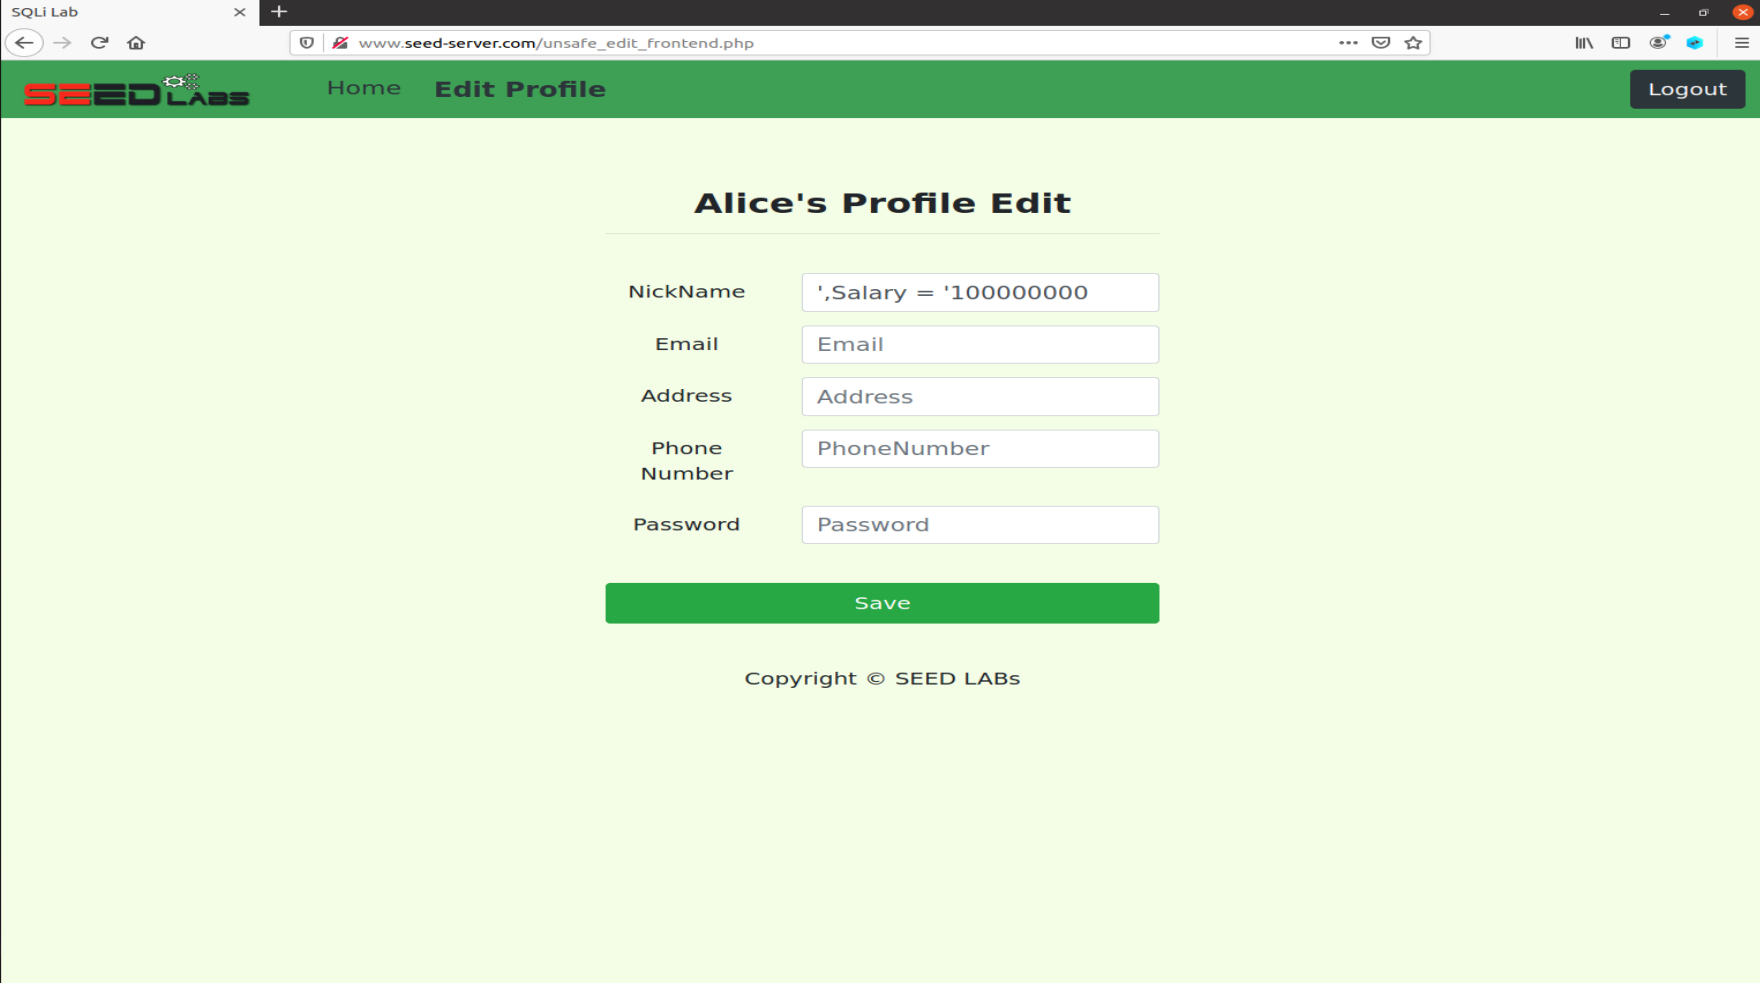 SQLi Lab
www.seed-server.com/unsafe_edit_frontend.php
SEED LABS Home Edit Profile Logout
Alice's Profile Edit
NickName ',Salary = '100000000
Email Email
Address Address
Phone Number PhoneNumber
Password Password
Save
Copyright © SEED LABs